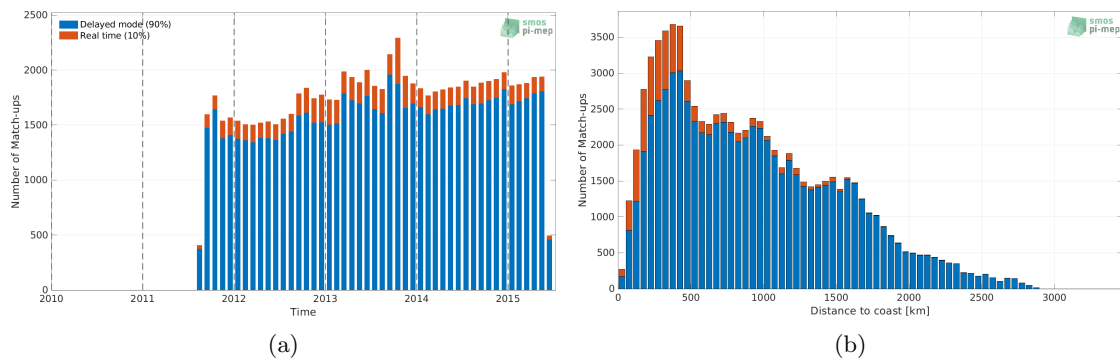 2500
2000
1500
1000
500
0
Number of Match-ups
Delayed mode (90%)
Real time (10%)
smos
pi-mep
2010
2011
2012
2013
2014
2015
Time
(a)
3500
3000
2500
2000
1500
1000
500
0
Number of Match-ups
smos
pi-mep
0
500
1000
1500
2000
2500
3000
Distance to coast [km]
(b)